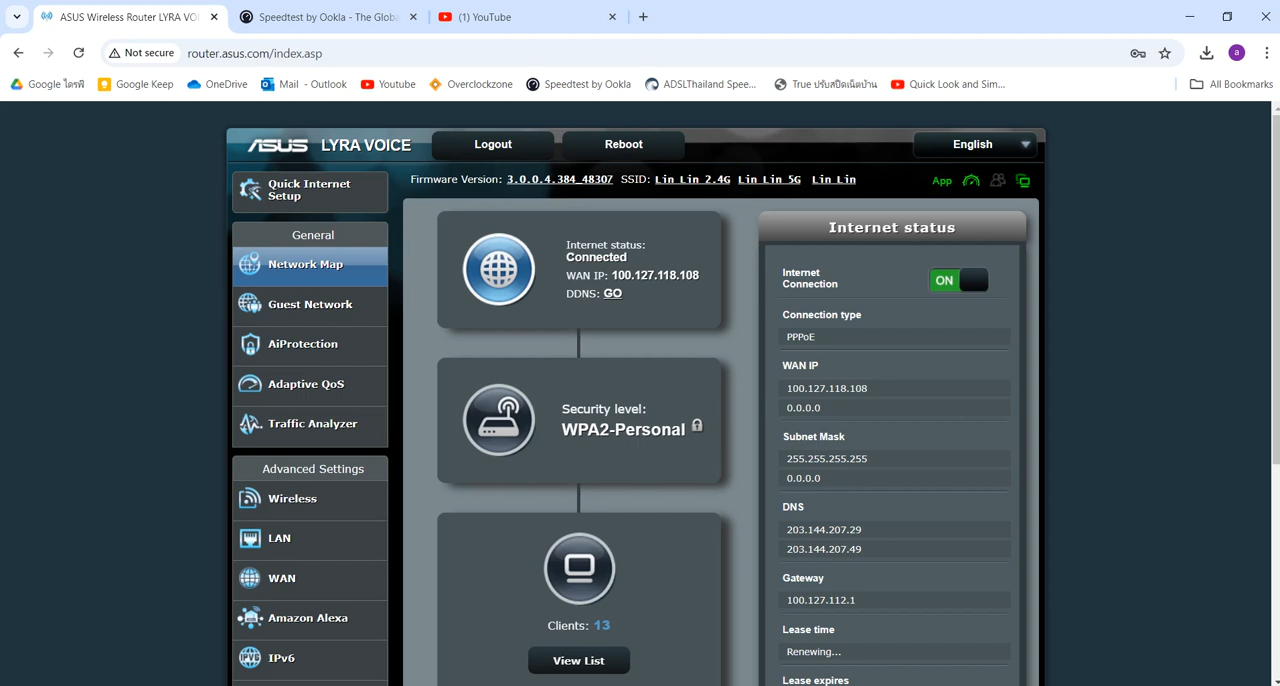 ASUS Wireless Router LYRA VO
Speedtest by Ookla - The Globa
(1) YouTube
Not secure
router.asus.com/index.asp
a
Google ไดรฟ์
Google Keep
OneDrive
Mail - Outlook
Youtube
Overclockzone
Speedtest by Ookla
ADSLThailand Spee...
True ปรับสปีดเน็ตบ้าน
Quick Look and Sim...
All Bookmarks
ASUS LYRA VOICE
Logout
Reboot
English
Quick Internet
Setup
Firmware Version: 3.0.0.4.384_48307 SSID: Lin Lin 2.4G Lin Lin 5G Lin Lin
App
General
Network Map
Guest Network
AiProtection
Adaptive QoS
Traffic Analyzer
Advanced Settings
Wireless
LAN
WAN
Amazon Alexa
IPv6
Internet status:
Connected
WAN IP: 100.127.118.108
DDNS: GO
Security level:
WPA2-Personal
Clients: 13
View List
Internet status
Internet
Connection
ON
Connection type
PPPoE
WAN IP
100.127.118.108
0.0.0.0
Subnet Mask
255.255.255.255
0.0.0.0
DNS
203.144.207.29
203.144.207.49
Gateway
100.127.112.1
Lease time
Renewing...
Lease expires